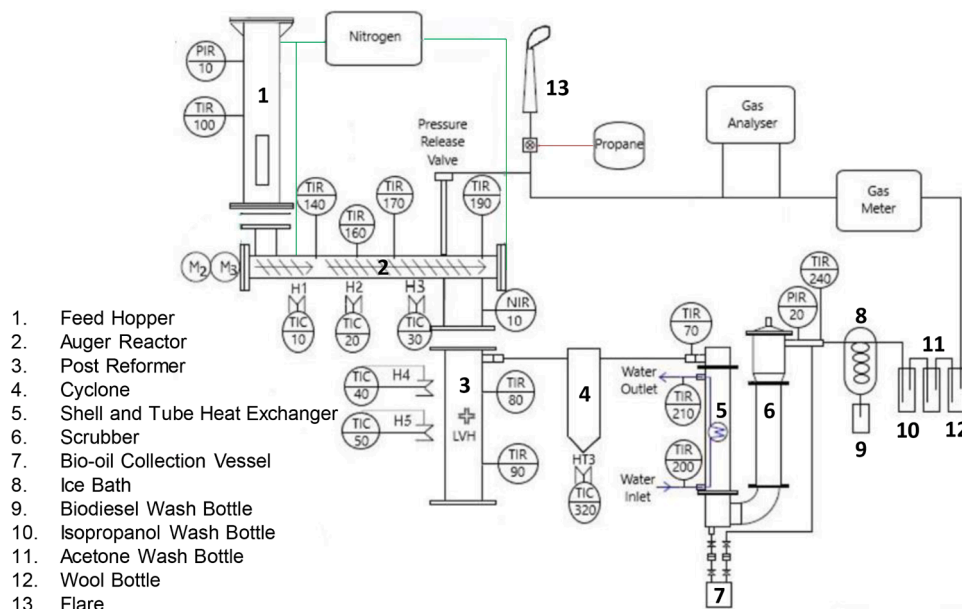 Nitrogen
PIR
10
1
TIR
100
13
Gas
Analyser
Propane
Pressure
Release
Valve
Gas
Meter
TIR
140
TIR
160
TIR
170
TIR
190
M2
M3
2
H1
H2
H3
TIC
10
TIC
20
TIC
30
NIR
10
TIR
240
PIR
20
TIR
70
8
11
TIC
40
H4
3
TIR
80
4
Water
Outlet
TIR
210
5
6
TIC
50
H5
LVH
W
10
12
9
TIR
90
HT3
TIC
320
TIR
200
Water
Inlet
7
1. Feed Hopper
2. Auger Reactor
3. Post Reformer
4. Cyclone
5. Shell and Tube Heat Exchanger
6. Scrubber
7. Bio-oil Collection Vessel
8. Ice Bath
9. Biodiesel Wash Bottle
10. Isopropanol Wash Bottle
11. Acetone Wash Bottle
12. Wool Bottle
13. Flare